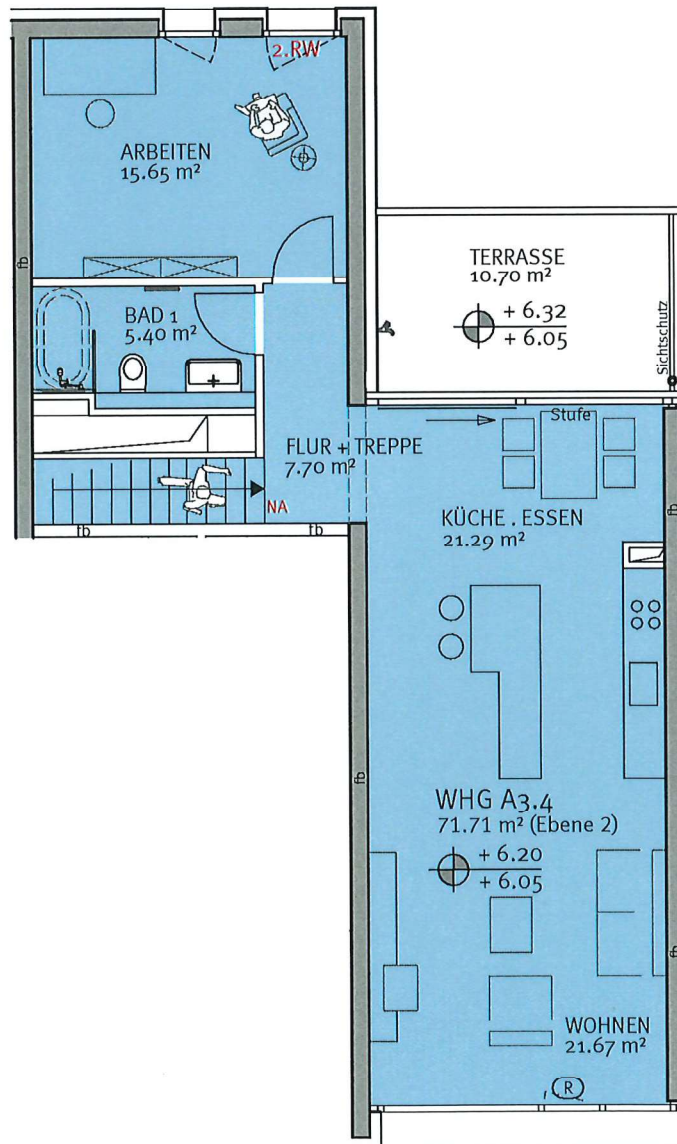 2.RW
ARBEITEN
15.65 m²
fb
TERRASSE
10.70 m²
+ 6.32
+ 6.05
Sichtschutz
BAD 1
5.40 m²
Stufe
FLUR + TREPPE
7.70 m²
NA
fb
fb
fb
KÜCHE . ESSEN
21.29 m²
fb
WHG A3.4
71.71 m² (Ebene 2)
+ 6.20
+ 6.05
fb
WOHNEN
21.67 m²
R